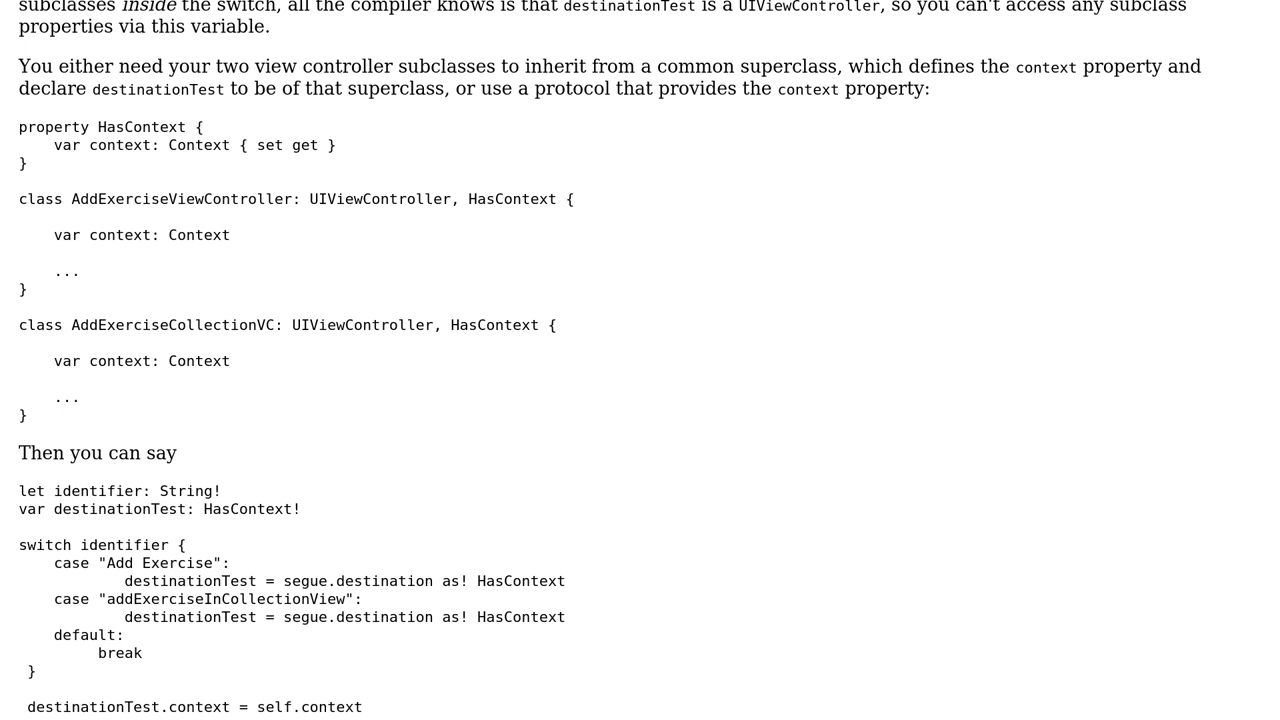 subclasses inside the switch, all the compiler knows is that destinationTest is a UIViewController, so you can't access any subclass
properties via this variable.
You either need your two view controller subclasses to inherit from a common superclass, which defines the context property and
declare destinationTest to be of that superclass, or use a protocol that provides the context property:
property HasContext {
    var context: Context { set get }
}
class AddExerciseViewController: UIViewController, HasContext {
    var context: Context
    ...
}
class AddExerciseCollectionVC: UIViewController, HasContext {
    var context: Context
    ...
}
Then you can say
let identifier: String!
var destinationTest: HasContext!
switch identifier {
    case "Add Exercise":
            destinationTest = segue.destination as! HasContext
    case "addExerciseInCollectionView":
            destinationTest = segue.destination as! HasContext
    default:
         break
 }
 destinationTest.context = self.context